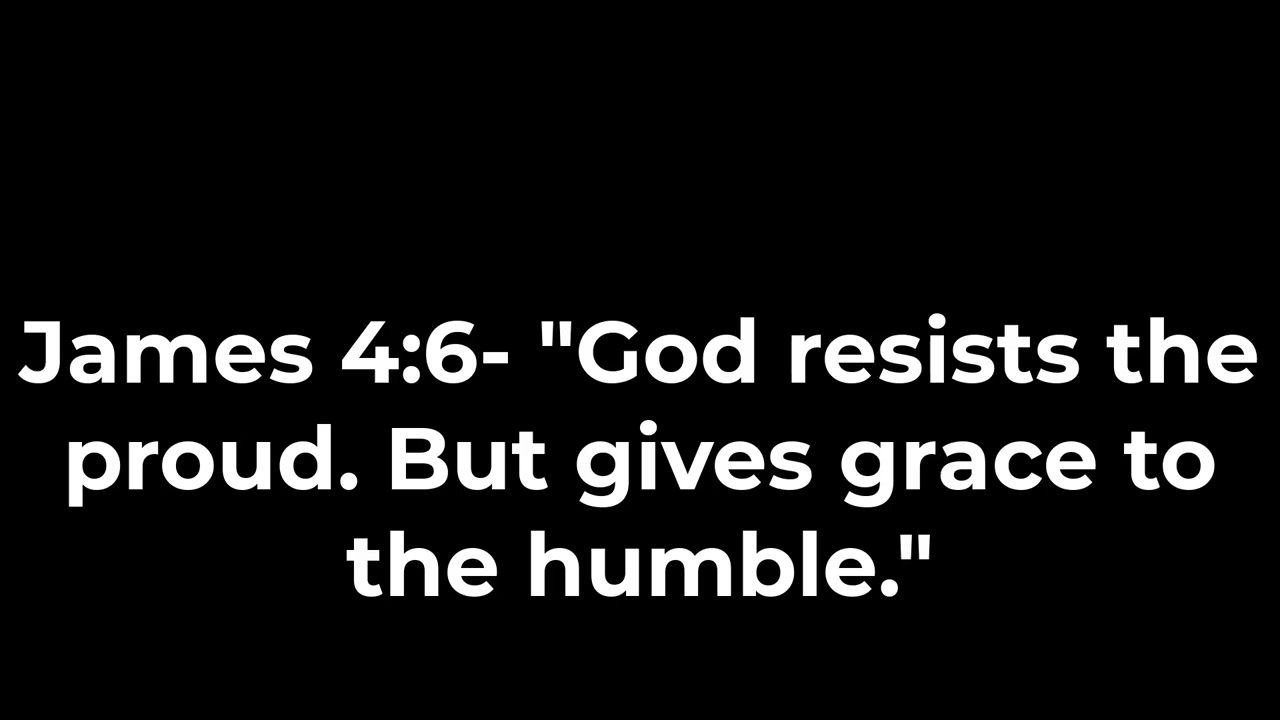 James 4:6- "God resists the
proud. But gives grace to
the humble."